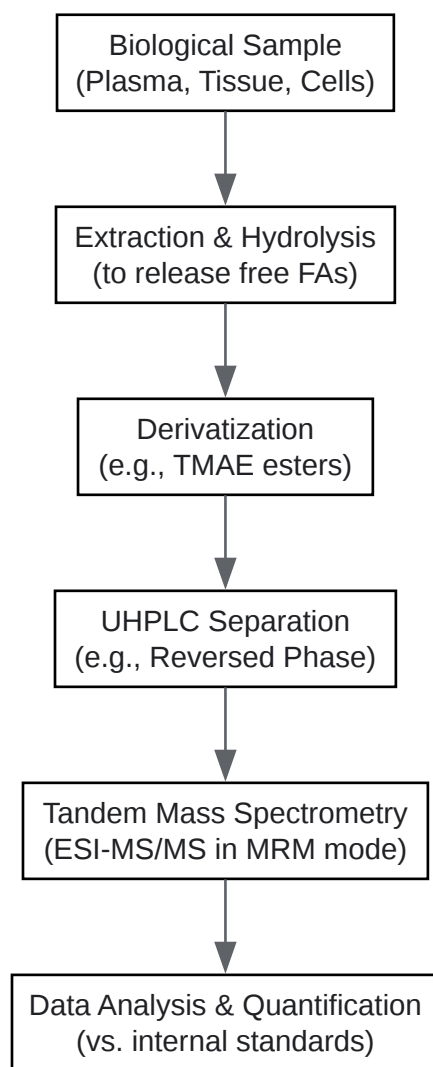 Biological Sample
(Plasma, Tissue, Cells)
Extraction & Hydrolysis
(to release free FAs)
Derivatization
(e.g., TMAE esters)
UHPLC Separation
(e.g., Reversed Phase)
Tandem Mass Spectrometry
(ESI-MS/MS in MRM mode)
Data Analysis & Quantification
(vs. internal standards)